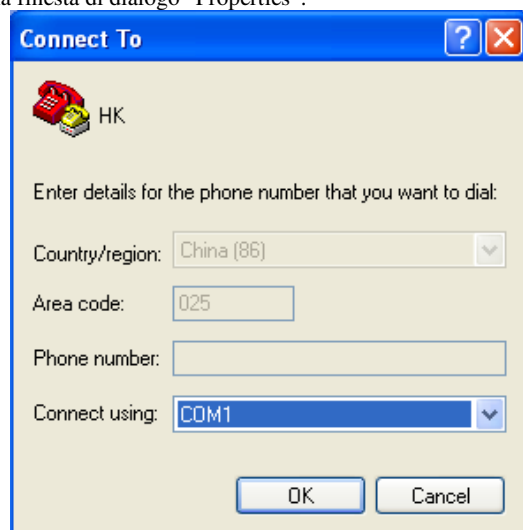 finesta di dialogo "Properties".
Connect To
HK
Enter details for the phone number that you want to dial:
Country/region: China (86)
Area code: 025
Phone number:
Connect using: COM1
OK Cancel